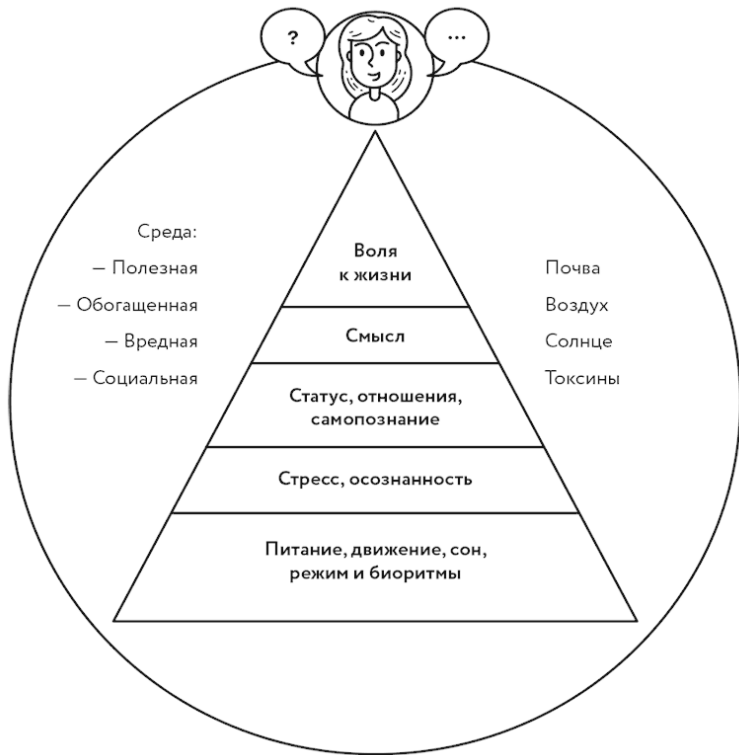 ?
...
Среда:
— Полезная
— Обогащенная
— Вредная
— Социальная
Воля
к жизни
Смысл
Статус, отношения,
самопознание
Стресс, осознанность
Питание, движение, сон,
режим и биоритмы
Почва
Воздух
Солнце
Токсины